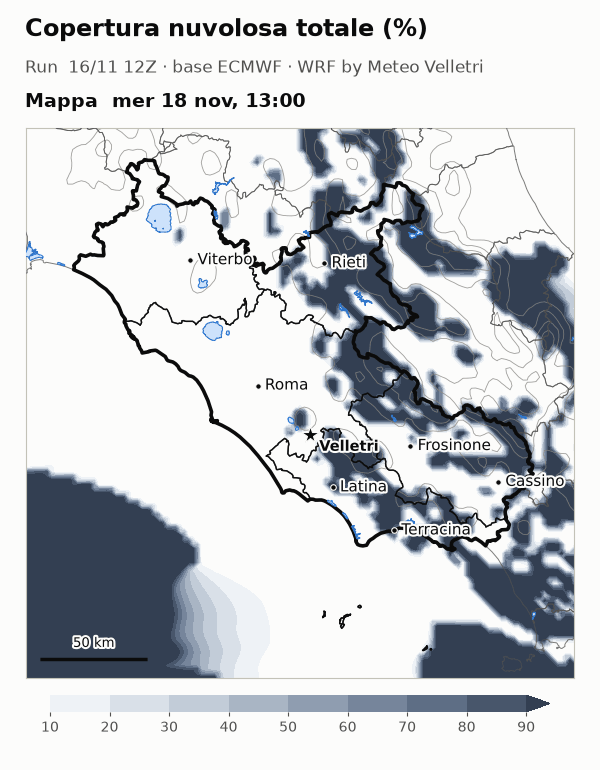 Copertura nuvolosa totale (%)
Run 16/11 12Z · base ECMWF · WRF by Meteo Velletri
Mappa mer 18 nov, 13:00
Viterbo
Rieti
Roma
Velletri
Frosinone
Latina
Cassino
Terracina
50 km
10 20 30 40 50 60 70 80 90